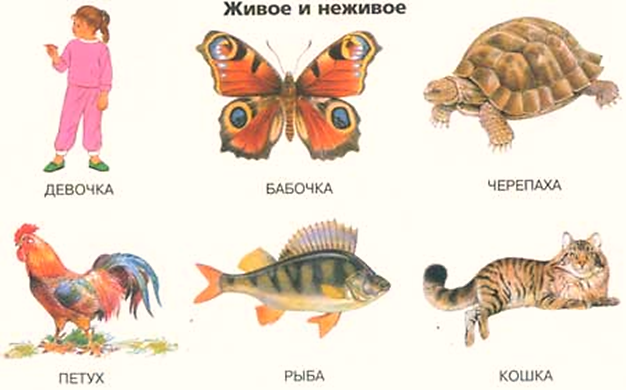 Живое и неживое
ДЕВОЧКА
БАБОЧКА
ЧЕРЕПАХА
ПЕТУХ
РЫБА
КОШКА